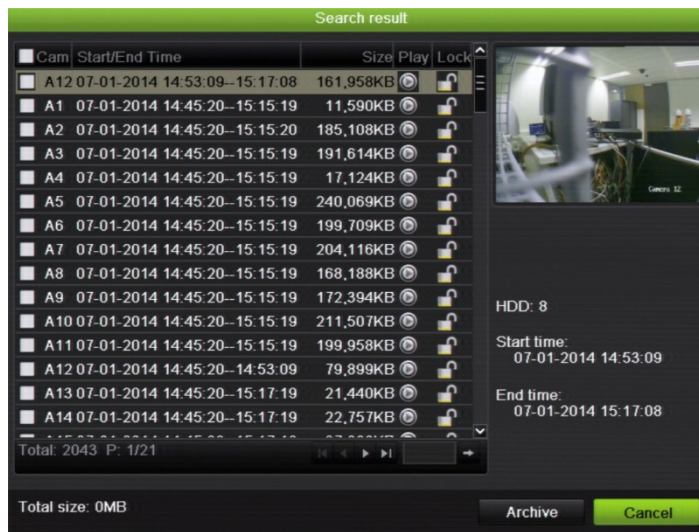 Search result
Cam Start/End Time Size Play Lock
A12 07-01-2014 14:53:09--15:17:08 161,958KB
A1 07-01-2014 14:45:20--15:15:19 11,590KB
A2 07-01-2014 14:45:20--15:15:20 185,108KB
A3 07-01-2014 14:45:20--15:15:19 191,614KB
A4 07-01-2014 14:45:20--15:15:19 17,124KB
A5 07-01-2014 14:45:20--15:15:19 240,069KB
A6 07-01-2014 14:45:20--15:15:19 199,709KB
A7 07-01-2014 14:45:20--15:15:19 204,116KB
A8 07-01-2014 14:45:20--15:15:19 168,188KB
A9 07-01-2014 14:45:20--15:15:19 172,394KB
A10 07-01-2014 14:45:20--15:15:19 211,507KB
A11 07-01-2014 14:45:20--15:15:19 199,958KB
A12 07-01-2014 14:45:20--14:53:09 79,899KB
A13 07-01-2014 14:45:20--15:17:19 21,440KB
A14 07-01-2014 14:45:20--15:17:19 22,757KB
Total: 2043 P: 1/21
Camera 12
HDD: 8
Start time:
07-01-2014 14:53:09
End time:
07-01-2014 15:17:08
Total size: 0MB
Archive
Cancel